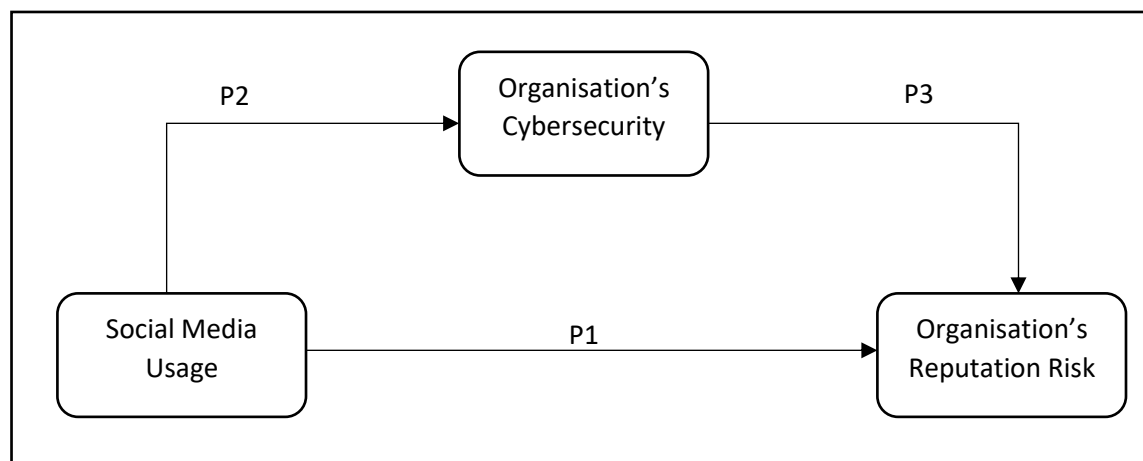 P2
Organisation’s
Cybersecurity
P3
Social Media
Usage
P1
Organisation’s
Reputation Risk